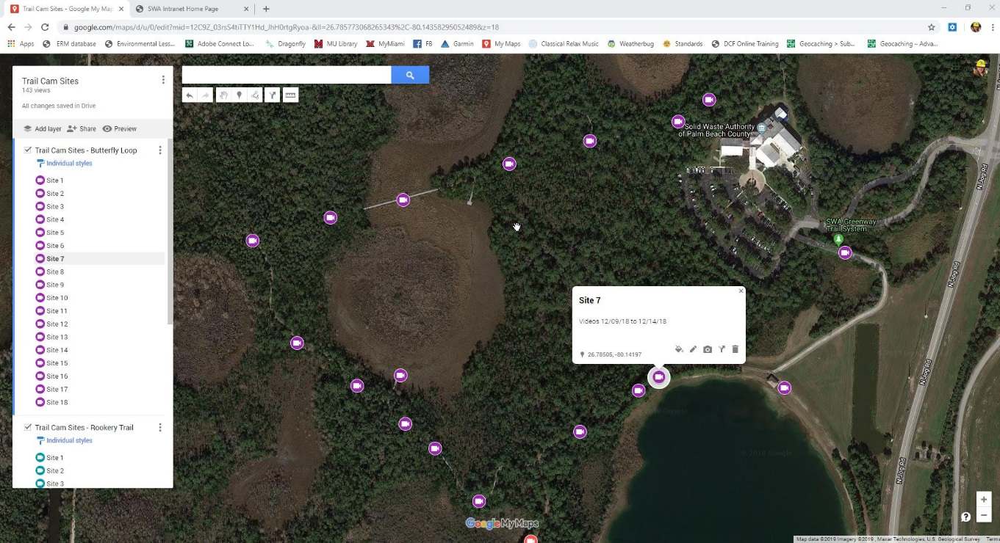 Trail Cam Sites - Google My Map
SWA Intranet Home Page
google.com/maps/d/u/0/edit?mid=12C9Z_03rsS4tiTTY1Hd_JhH0rtgRyoa-&ll=26.785773068265343%2C-80.1435829505248​9&z=18
Apps
ERM database
Environmental Less...
Adobe Connect Lo...
Dragonfly
MU Library
MyMiami
FB
Garmin
My Maps
Classical Relax Music
Weatherbug
Standards
DCF Online Training
Geocaching > Sub...
Geocaching – Adva...
Trail Cam Sites
143 views
All changes saved in Drive
Add layer
Share
Preview
Trail Cam Sites - Butterfly Loop
Individual styles
Site 1
Site 2
Site 3
Site 4
Site 5
Site 6
Site 7
Site 8
Site 9
Site 10
Site 11
Site 12
Site 13
Site 14
Site 15
Site 16
Site 17
Site 18
Trail Cam Sites - Rookery Trail
Individual styles
Site 1
Site 2
Site 3
Solid Waste Authority
of Palm Beach County...
N Jog Rd
SWA Greenway
Trail System
N Jog Rd
Site 7
Videos 12/09/18 to 12/14/18
26.78505, -80.14197
N Jog Rd
N Jog Rd
© 2019 Google
Google My Maps
Map data ©2019 Imagery ©2019 , Maxar Technologies, U.S. Geological Survey
Terms